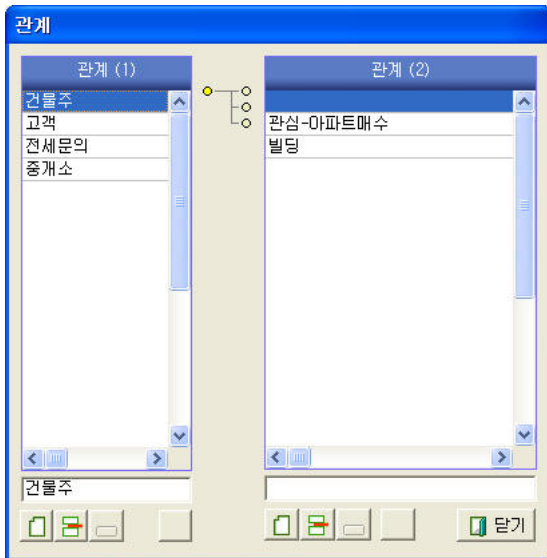 관계
관계 (1)
건물주
고객
전세문의
중개소
건물주
관계 (2)
관심-아파트매수
빌딩
닫기